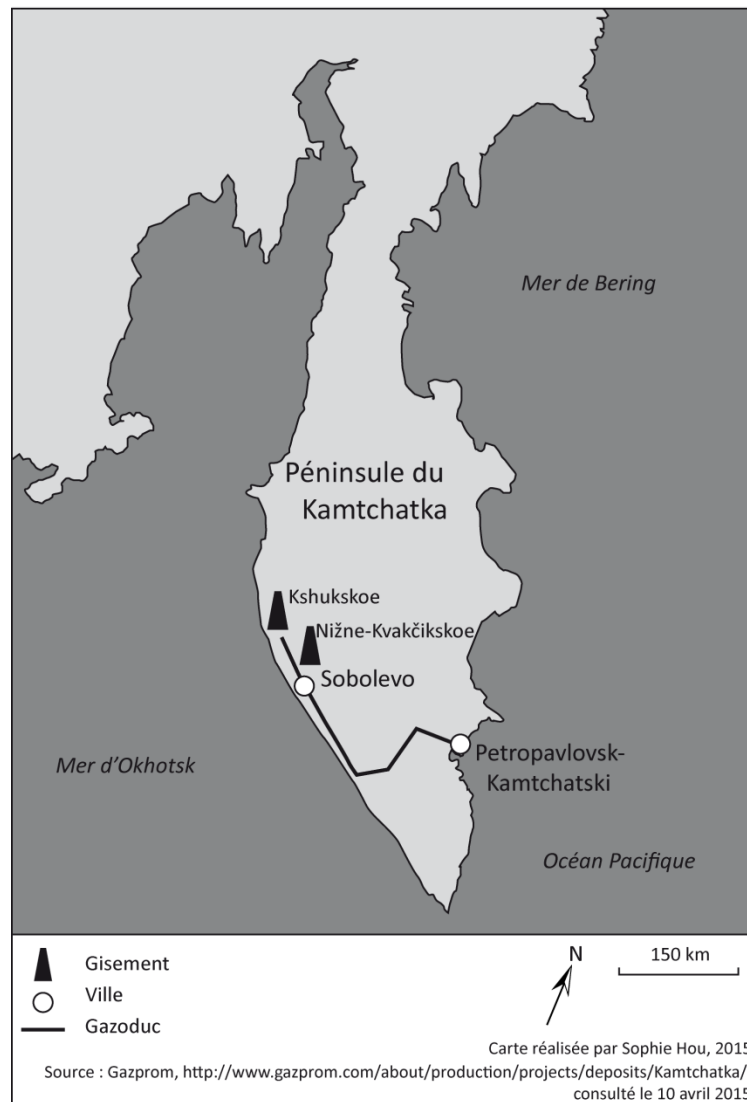 Mer de Bering
Péninsule du
Kamtchatka
Kshukskoe
Nižne-Kvakčikskoe
Sobolevo
Mer d'Okhotsk
Petropavlovsk-
Kamtchatski
Océan Pacifique
Gisement
Ville
Gazoduc
N
150 km
Carte réalisée par Sophie Hou, 2015
Source : Gazprom, http://www.gazprom.com/about/production/projects/deposits/Kamtchatka/
consulté le 10 avril 2015